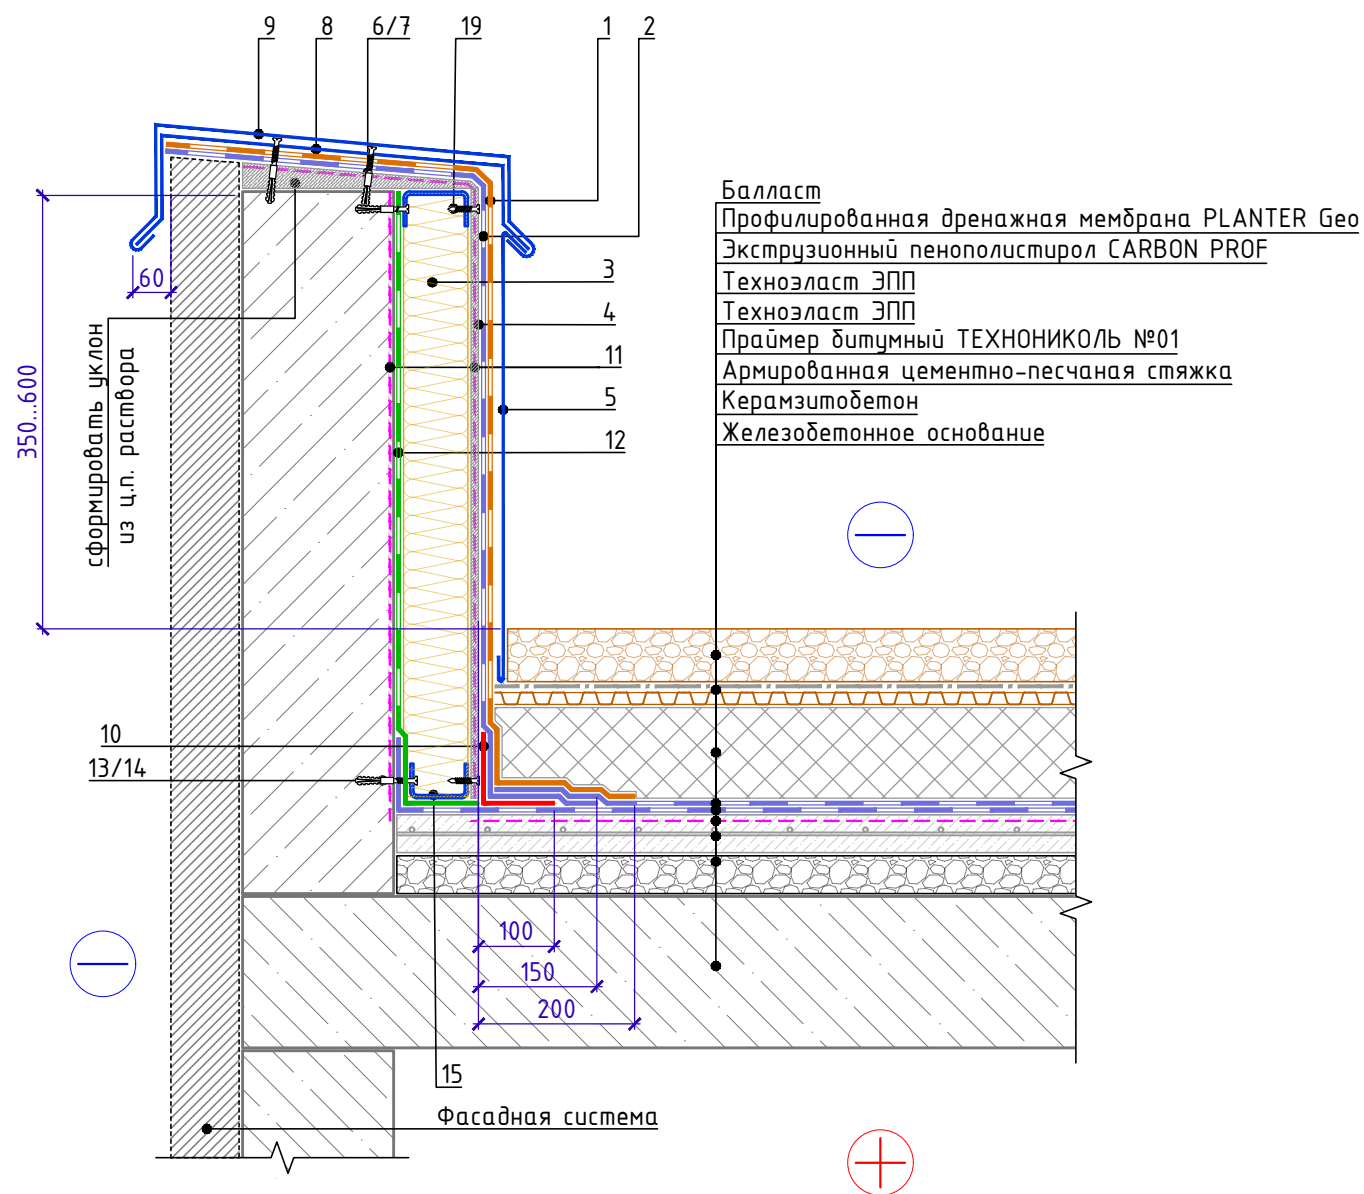 9
8
6/7
19
1
2
Балласт
Профилированная дренажная мембрана PLANTER Geo
Экструзионный пенополистирол CARBON PROF
Техноэласт ЭПП
Техноэласт ЭПП
Праймер битумный ТЕХНОНИКОЛЬ №01
Армированная цементно-песчаная стяжка
Керамзитобетон
Железобетонное основание
60
3
4
11
5
12
350...600
сформировать уклон
из ц.п. раствора
10
13/14
100
150
200
15
Фасадная система